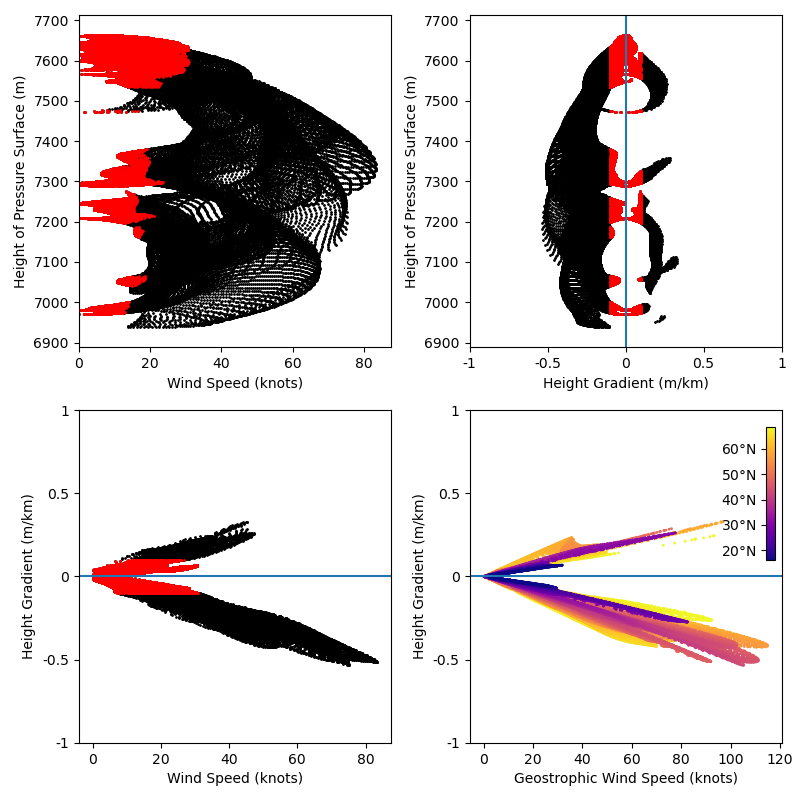 7700
7600
7500
7400
7300
7200
7100
7000
6900
Height of Pressure Surface (m)
0 20 40 60 80
Wind Speed (knots)
7700
7600
7500
7400
7300
7200
7100
7000
6900
Height of Pressure Surface (m)
-1 -0.5 0 0.5 1
Height Gradient (m/km)
1
0.5
0
-0.5
-1
Height Gradient (m/km)
0 20 40 60 80
Wind Speed (knots)
1
0.5
0
-0.5
-1
Height Gradient (m/km)
60°N
50°N
40°N
30°N
20°N
0 20 40 60 80 100 120
Geostrophic Wind Speed (knots)